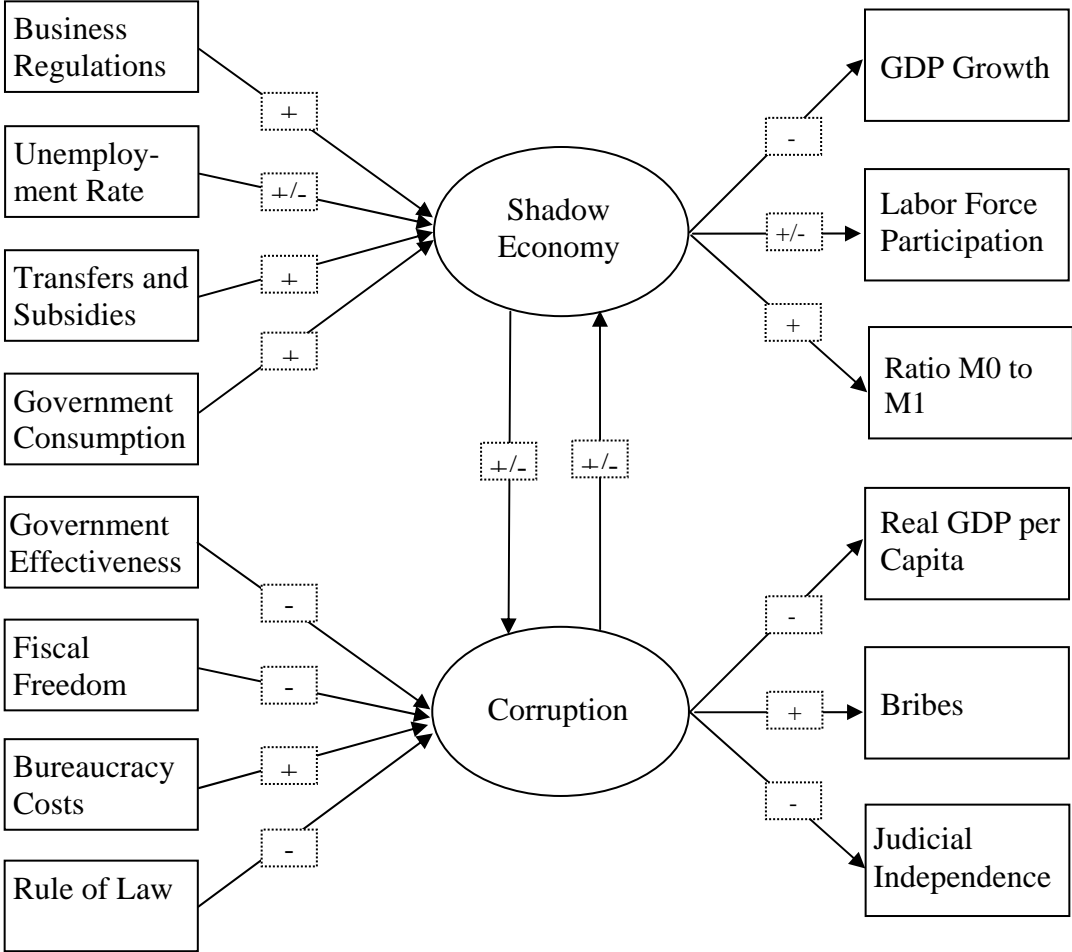 Business
Regulations
+
Unemploy-
ment Rate
+/-
Transfers and
Subsidies
+
Government
Consumption
+
Government
Effectiveness
-
Fiscal
Freedom
-
Bureaucracy
Costs
+
Rule of Law
-
Shadow
Economy
+/-
+/-
Corruption
-
GDP Growth
+/-
Labor Force
Participation
+
Ratio M0 to
M1
-
Real GDP per
Capita
+
Bribes
-
Judicial
Independence